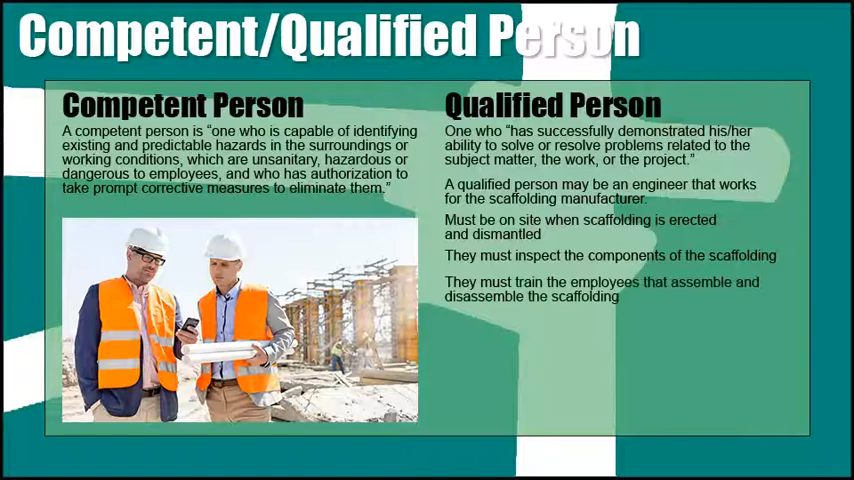 Competent/Qualified Person
Competent Person
A competent person is “one who is capable of identifying
existing and predictable hazards in the surroundings or
working conditions, which are unsanitary, hazardous or
dangerous to employees, and who has authorization to
take prompt corrective measures to eliminate them.”
Qualified Person
One who “has successfully demonstrated his/her
ability to solve or resolve problems related to the
subject matter, the work, or the project.”
A qualified person may be an engineer that works
for the scaffolding manufacturer.
Must be on site when scaffolding is erected
and dismantled
They must inspect the components of the scaffolding
They must train the employees that assemble and
disassemble the scaffolding